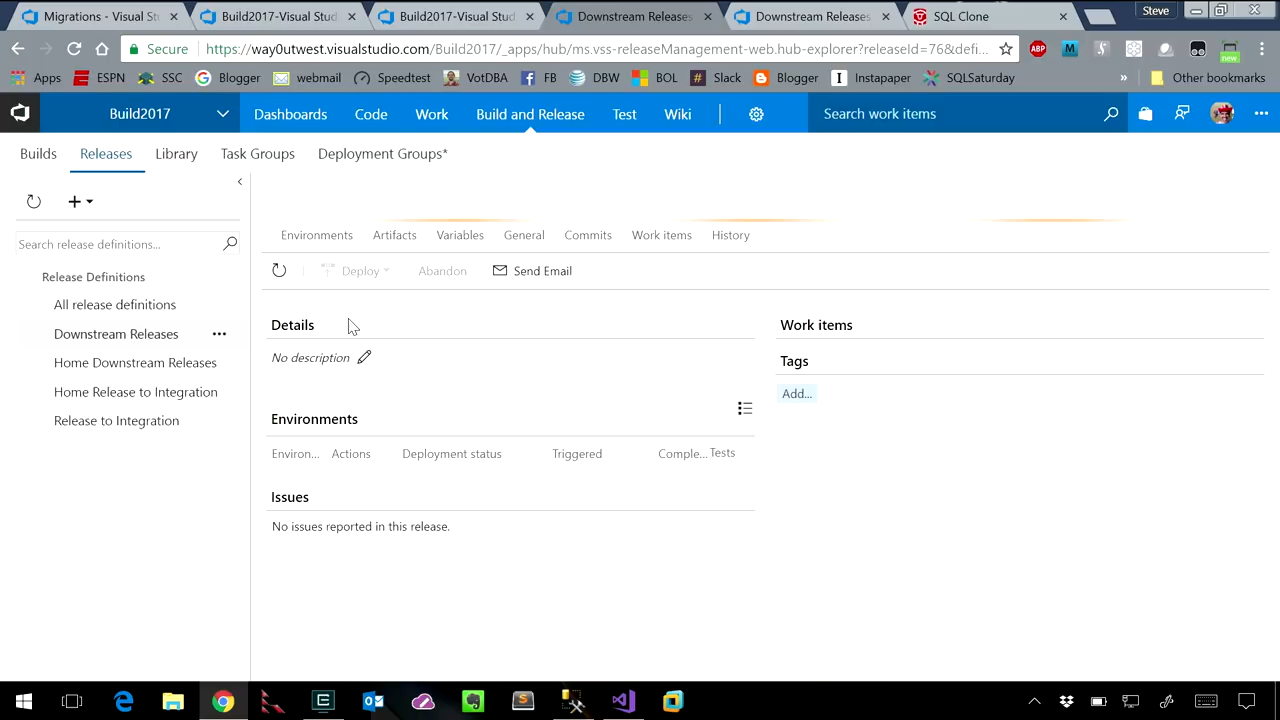 Migrations - Visual St
Build2017-Visual Studi
Build2017-Visual Studi
Downstream Releases
Downstream Releases
SQL Clone
Steve
Secure
https://way0utwest.visualstudio.com/Build2017/_apps/hub/ms.vss-releaseManagement-web.hub-explorer?releaseId=76&defi...
ABP
M
new
Apps
ESPN
SSC
Blogger
webmail
Speedtest
VotDBA
FB
DBW
BOL
Slack
Blogger
Instapap
SQLSaturday
»
Other bookmarks
Build2017
Dashboards
Code
Work
Build and Release
Test
Wiki
Search work items
Builds
Releases
Library
Task Groups
Deployment Groups*
Search release definitions...
Release Definitions
All release definitions
Downstream Releases
Home Downstream Releases
Home Release to Integration
Release to Integration
Environments
Artifacts
Variables
General
Commits
Work items
History
Deploy
Abandon
Send Email
Details
No description
Environments
Environ...
Actions
Deployment status
Triggered
Comple...
Tests
Issues
No issues reported in this release.
Work items
Tags
Add...